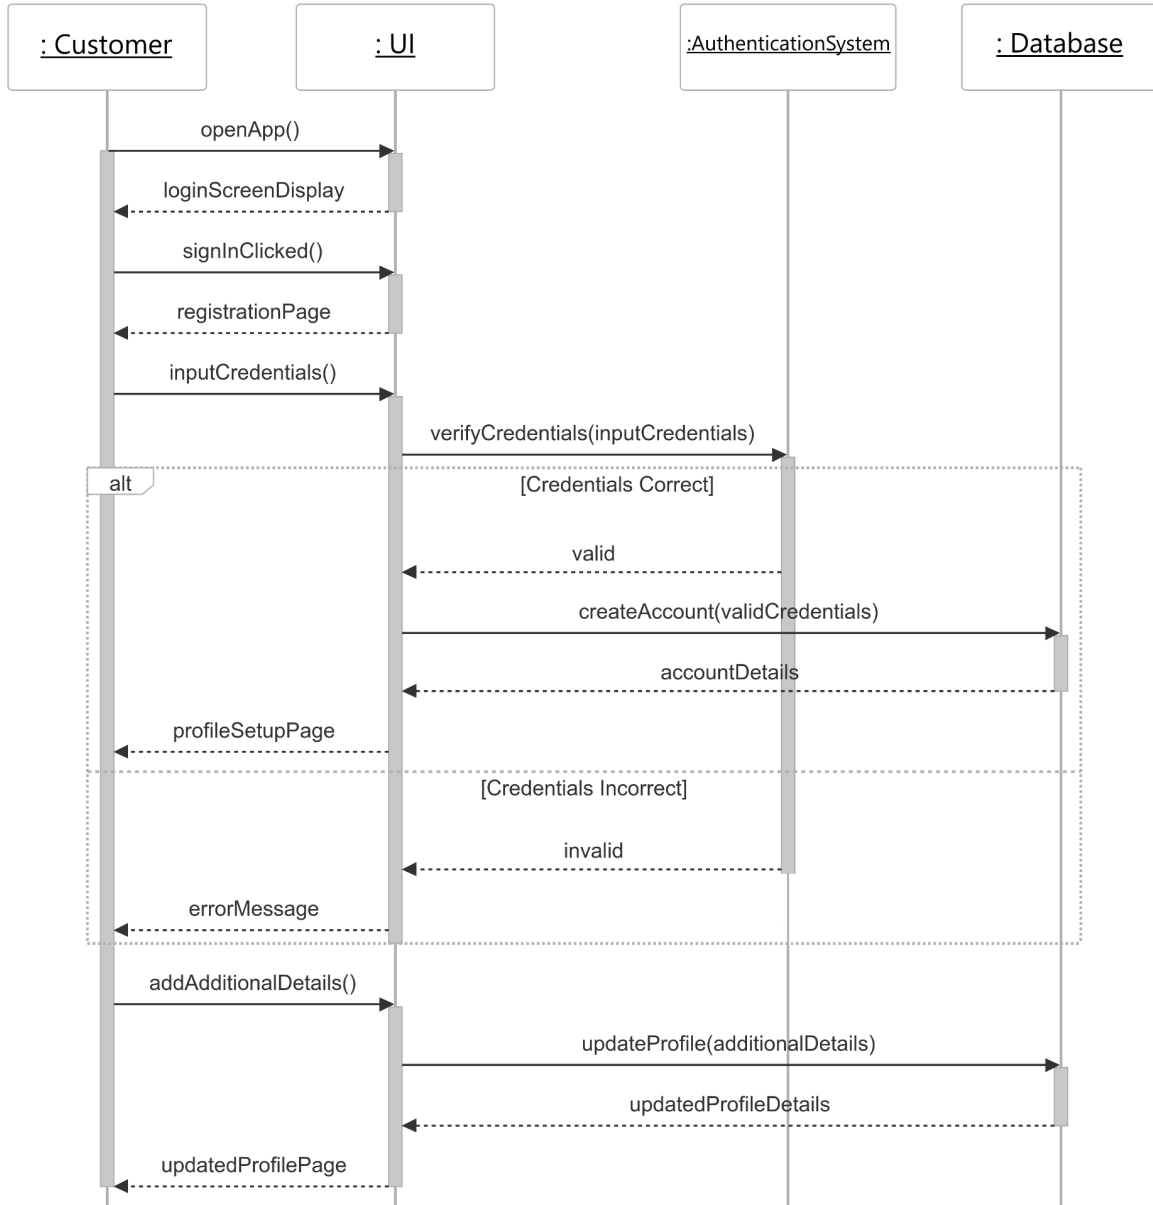 : Customer
: UI
:AuthenticationSystem
: Database
openApp()
loginScreenDisplay
signInClicked()
registrationPage
inputCredentials()
verifyCredentials(inputCredentials)
alt
[Credentials Correct]
valid
createAccount(validCredentials)
accountDetails
profileSetupPage
[Credentials Incorrect]
invalid
errorMessage
addAdditionalDetails()
updateProfile(additionalDetails)
updatedProfileDetails
updatedProfilePage